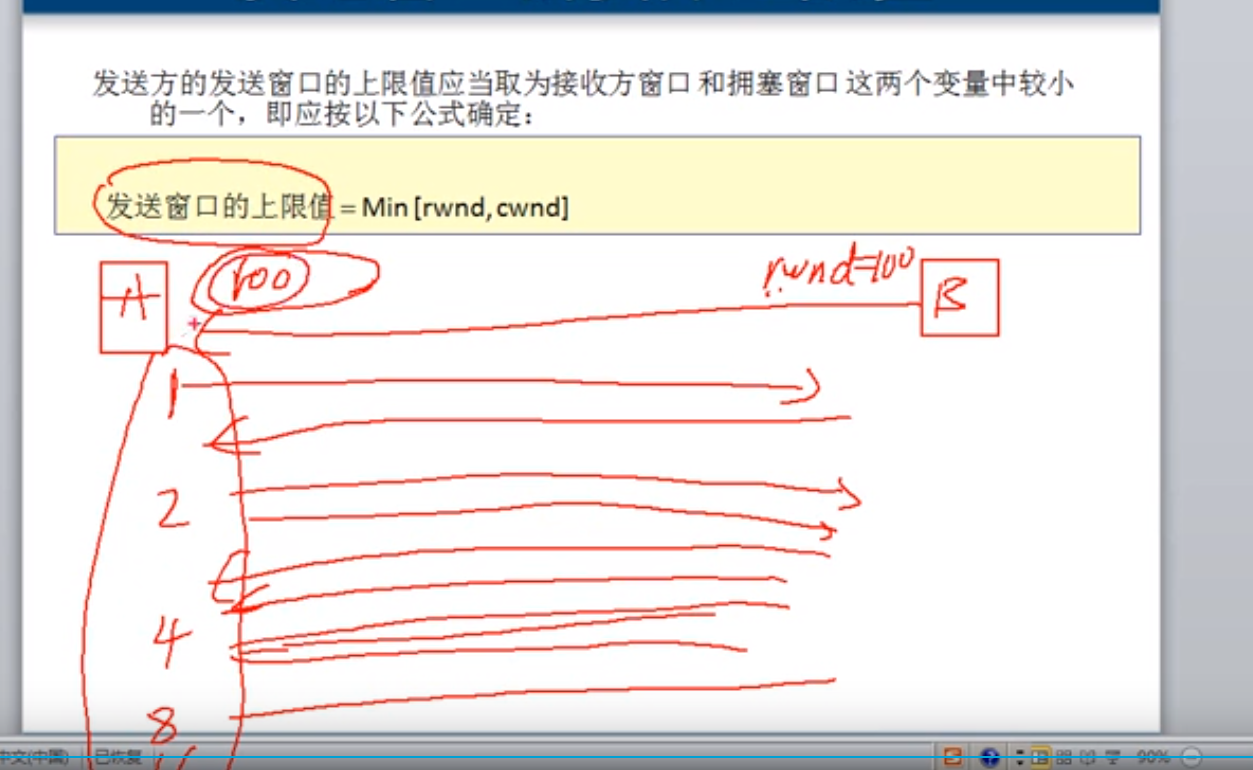 发送方的发送窗口的上限值应当取为接收方窗口 和拥塞窗口 这两个变量中较小
的一个，即应按以下公式确定：
发送窗口的上限值 = Min [rwnd, cwnd]
100
rwnd=100
A
B
1
2
4
8
中文(中国) 已恢复 90%